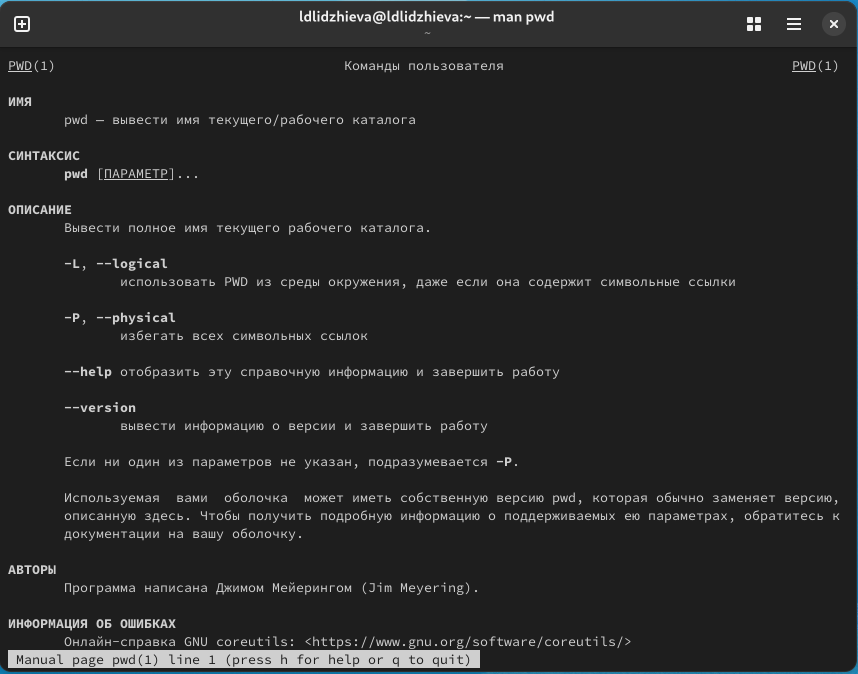 ldlidzhieva@ldlidzhieva:~ — man pwd
~
PWD(1) Команды пользователя PWD(1)
ИМЯ
pwd – вывести имя текущего/рабочего каталога
СИНТАКСИС
pwd [ПАРАМЕТР]...
ОПИСАНИЕ
Вывести полное имя текущего рабочего каталога.
-L, --logical
использовать PWD из среды окружения, даже если она содержит символьные ссылки
-P, --physical
избегать всех символьных ссылок
--help отобразить эту справочную информацию и завершить работу
--version
вывести информацию о версии и завершить работу
Если ни один из параметров не указан, подразумевается -P.
Используемая вами оболочка может иметь собственную версию pwd, которая обычно заменяет версию,
описанную здесь. Чтобы получить подробную информацию о поддерживаемых ею параметрах, обратитесь к
документации на вашу оболочку.
АВТОРЫ
Программа написана Джимом Мейерингом (Jim Meyering).
ИНФОРМАЦИЯ ОБ ОШИБКАХ
Онлайн-справка GNU coreutils: <https://www.gnu.org/software/coreutils/>
Manual page pwd(1) line 1 (press h for help or q to quit)